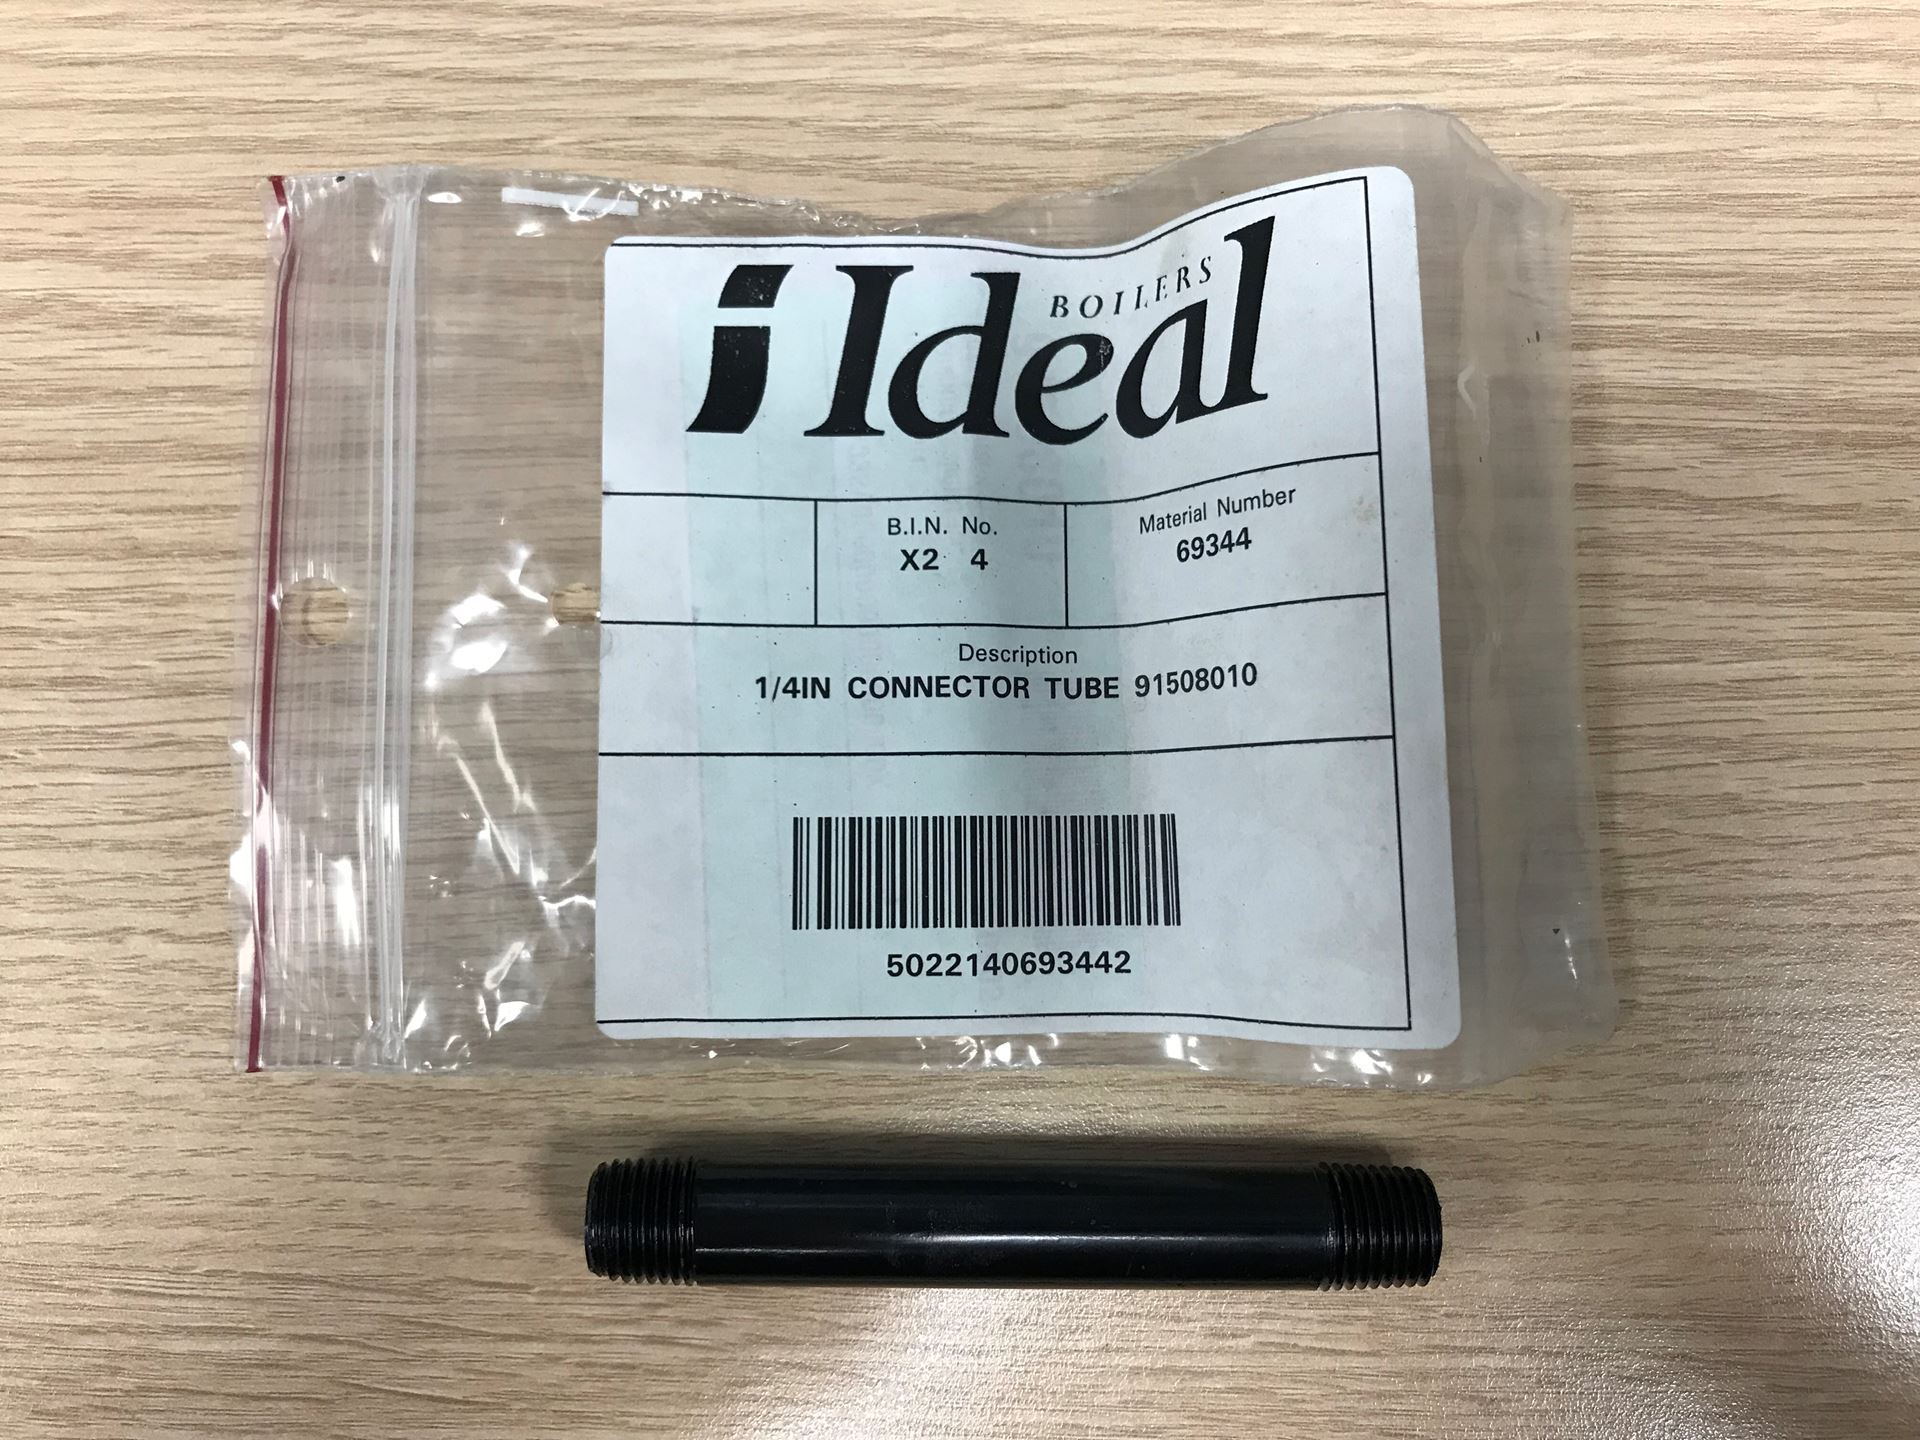 Ideal
BOILERS
B.I.N. No.
X2 4
Material Number
69344
Description
1/4IN CONNECTOR TUBE 91508010
5022140693442